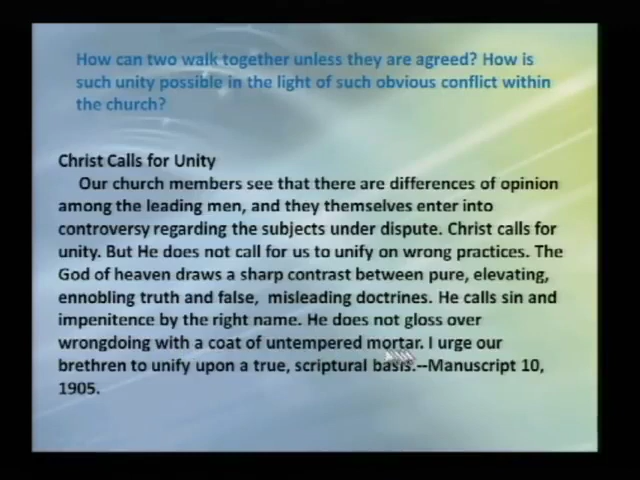 How can two walk together unless they are agreed? How is
such unity possible in the light of such obvious conflict within
the church?
Christ Calls for Unity
Our church members see that there are differences of opinion
among the leading men, and they themselves enter into
controversy regarding the subjects under dispute. Christ calls for
unity. But He does not call for us to unify on wrong practices. The
God of heaven draws a sharp contrast between pure, elevating,
ennobling truth and false, misleading doctrines. He calls sin and
impenitence by the right name. He does not gloss over
wrongdoing with a coat of untempered mortar. I urge our
brethren to unify upon a true, scriptural basis.--Manuscript 10,
1905.